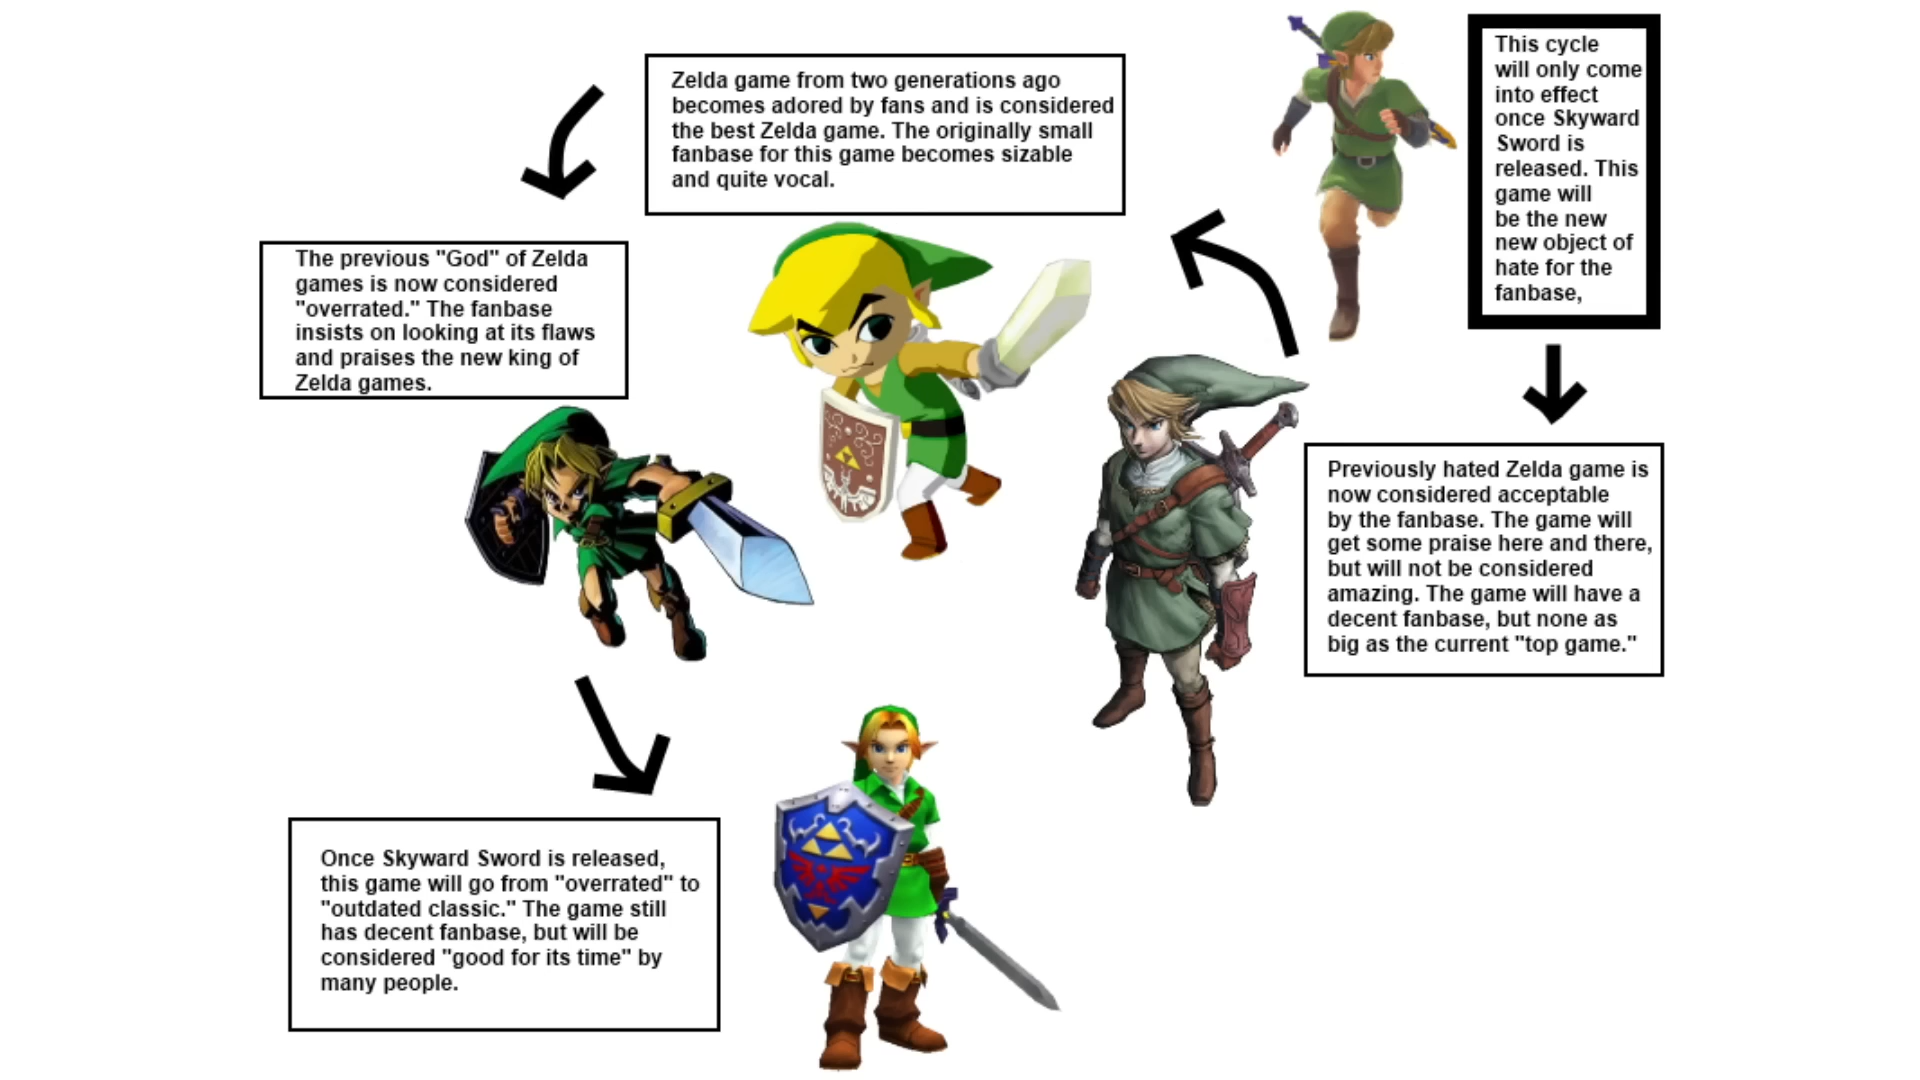 Zelda game from two generations ago
becomes adored by fans and is considered
the best Zelda game. The originally small
fanbase for this game becomes sizable
and quite vocal.
This cycle
will only come
into effect
once Skyward
Sword is
released. This
game will
be the new
new object of
hate for the
fanbase,
The previous "God" of Zelda
games is now considered
"overrated." The fanbase
insists on looking at its flaws
and praises the new king of
Zelda games.
Previously hated Zelda game is
now considered acceptable
by the fanbase. The game will
get some praise here and there,
but will not be considered
amazing. The game will have a
decent fanbase, but none as
big as the current "top game."
Once Skyward Sword is released,
this game will go from "overrated" to
"outdated classic." The game still
has decent fanbase, but will be
considered "good for its time" by
many people.